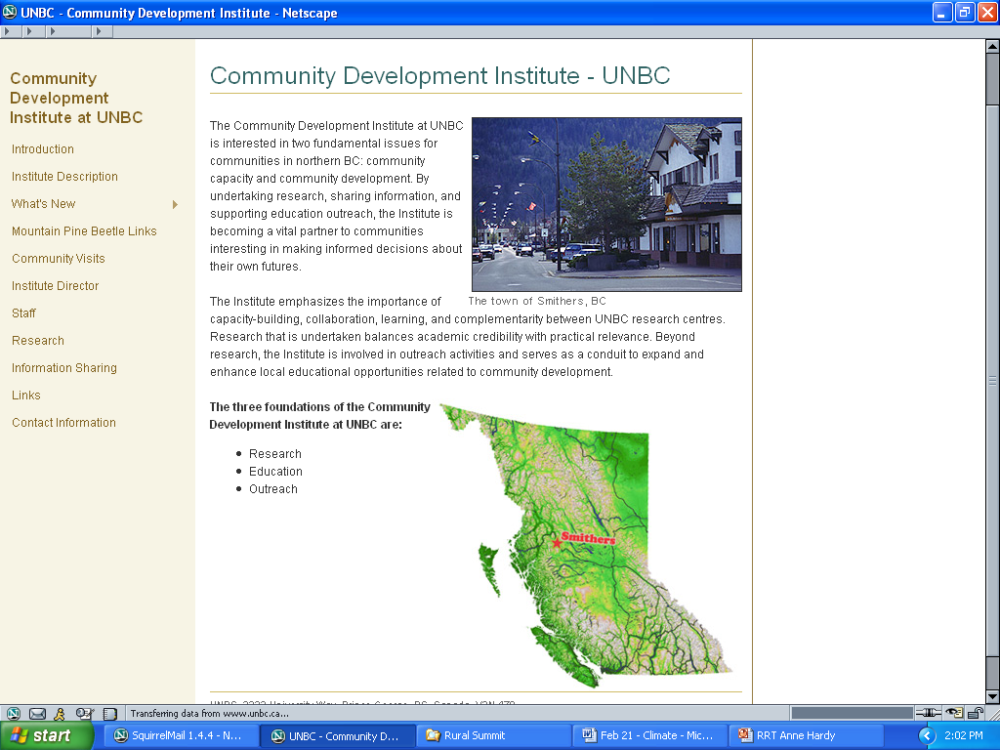 UNBC - Community Development Institute - Netscape
Community
Development
Institute at UNBC
Introduction
Institute Description
What's New
Mountain Pine Beetle Links
Community Visits
Institute Director
Staff
Research
Information Sharing
Links
Contact Information
Community Development Institute - UNBC
The Community Development Institute at UNBC
is interested in two fundamental issues for
communities in northern BC: community
capacity and community development. By
undertaking research, sharing information, and
supporting education outreach, the Institute is
becoming a vital partner to communities
interesting in making informed decisions about
their own futures.
The town of Smithers, BC
The Institute emphasizes the importance of
capacity-building, collaboration, learning, and complementarity between UNBC research centres.
Research that is undertaken balances academic credibility with practical relevance. Beyond
research, the Institute is involved in outreach activities and serves as a conduit to expand and
enhance local educational opportunities related to community development.
The three foundations of the Community
Development Institute at UNBC are:
Research
Education
Outreach
Smithers
UNBC, 3333 University Way, Prince George, BC, Canada, V2N 4Z9
Transferring data from www.unbc.ca...
start
SquirrelMail 1.4.4 - N...
UNBC - Community D...
Rural Summit
Feb 21 - Climate - Mic...
RRT Anne Hardy
2:02 PM